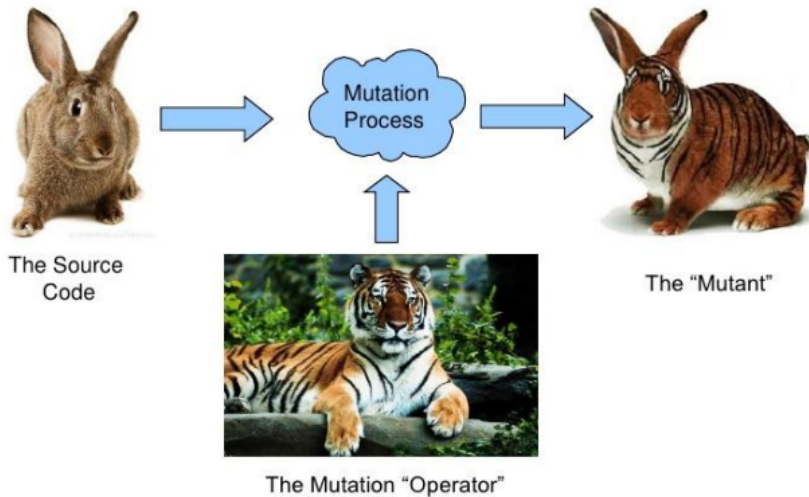 Mutation
Process
The Source
Code
The “Mutant”
The Mutation “Operator”